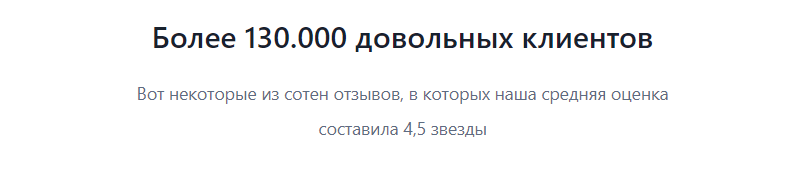 Более 130.000 довольных клиентов
Вот некоторые из сотен отзывов, в которых наша средняя оценка
составила 4,5 звезды